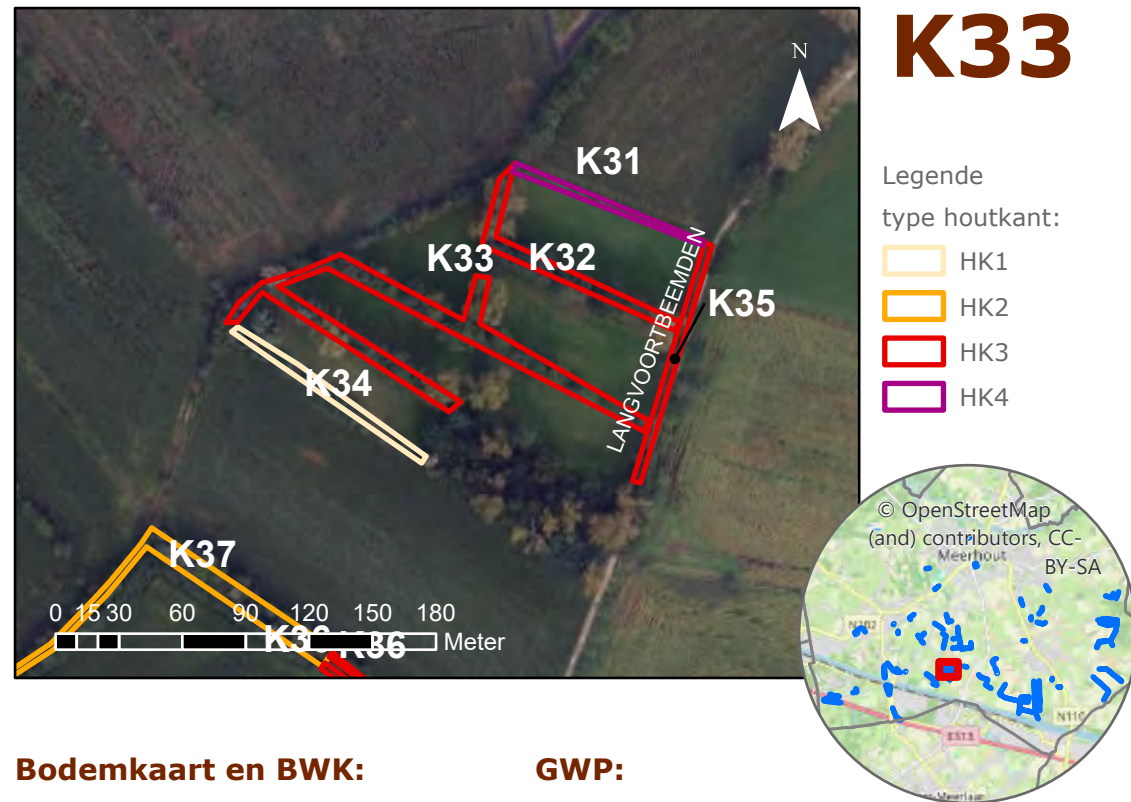 K33
N
K31
K33
K32
K35
LANGVOORTBEEMDEN
K34
K37
K36
0 15 30 60 90 120 150 180
Meter
Legende
type houtkant:
HK1
HK2
HK3
HK4
© OpenStreetMap
(and) contributors, CC-
BY-SA
Meerhout
N102
N110
E313
Bodemkaart en BWK:
GWP: